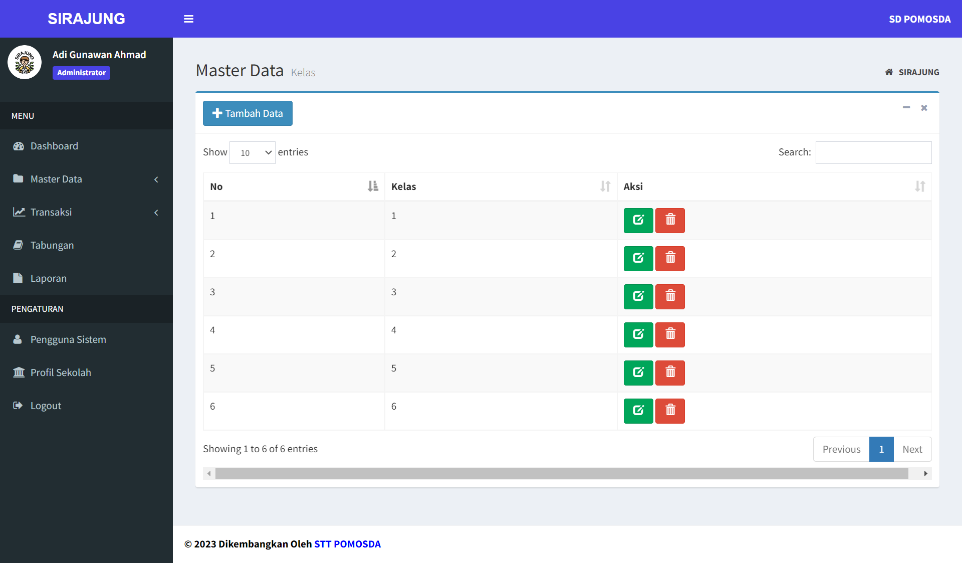 SIRAJUNG
SD POMOSDA
Adi Gunawan Ahmad
Administrator
MENU
Dashboard
Master Data
Transaksi
Tabungan
Laporan
PENGATURAN
Pengguna Sistem
Profil Sekolah
Logout
Master Data Kelas
SIRAJUNG
Tambah Data
Show 10 entries
Search:
No Kelas Aksi
1 1
2 2
3 3
4 4
5 5
6 6
Showing 1 to 6 of 6 entries
Previous 1 Next
© 2023 Dikembangkan Oleh STT POMOSDA